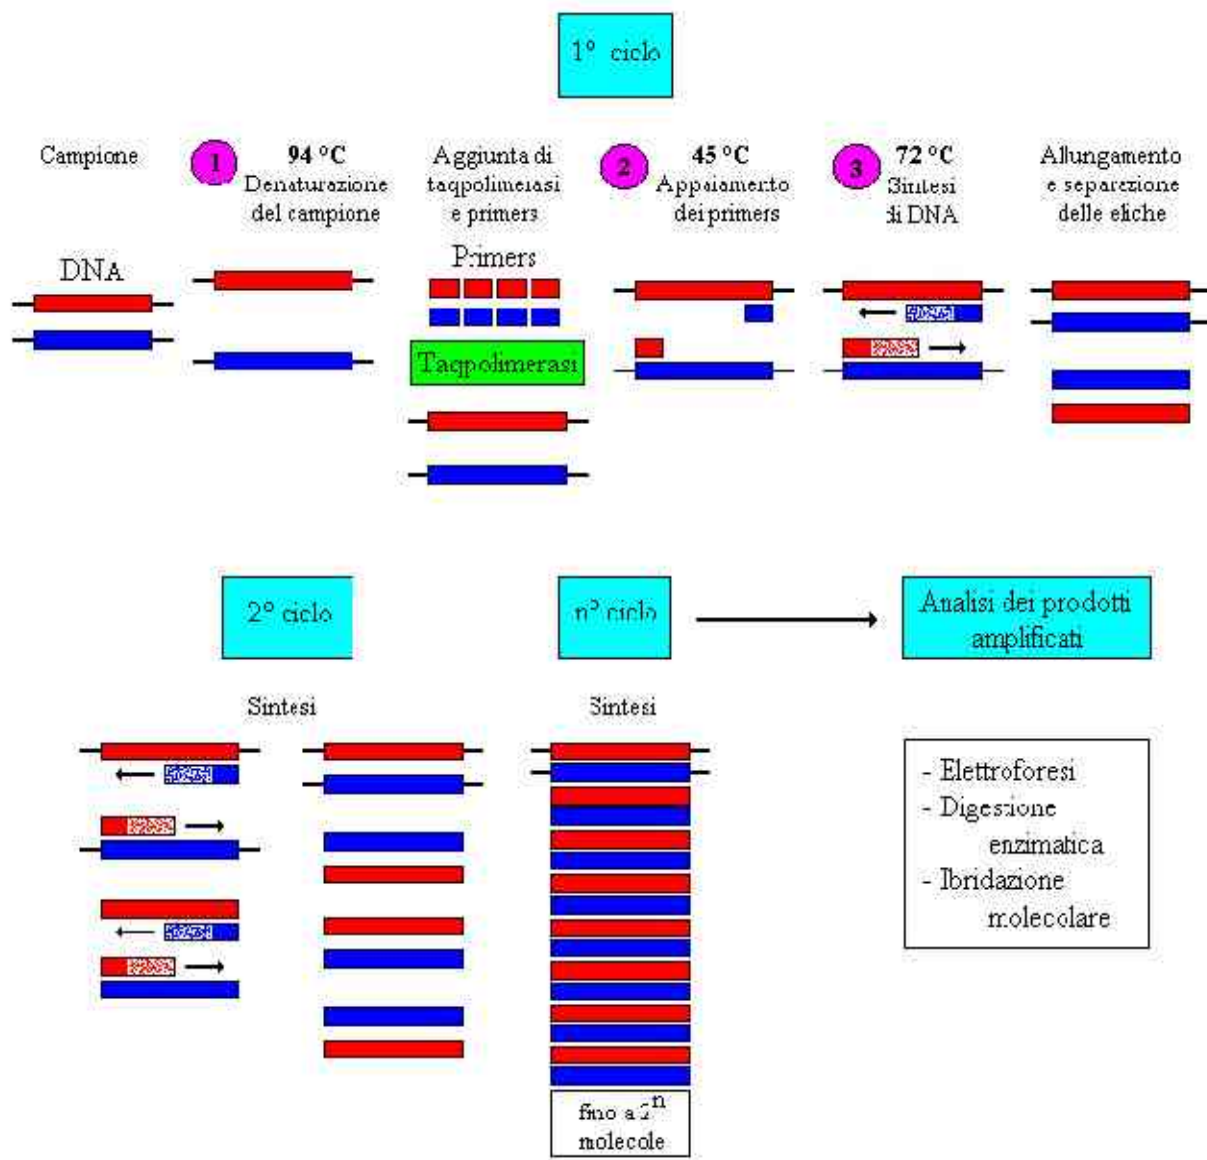 1° ciclo
Campione
1
94 °C
Denaturazione
del campione
Aggiunta di
taqpolimerasi
e primers
2
45 °C
Appaiamento
dei primers
3
72 °C
Sintesi
di DNA
Allungamento
e separazione
delle eliche
DNA
Primers
Taqpolimerasi
2° ciclo
n° ciclo
Analisi dei prodotti
amplificati
Sintesi
Sintesi
- Elettroforesi
- Digestione
enzimatica
- Ibridazione
molecolare
fino a 2ⁿ
molecole